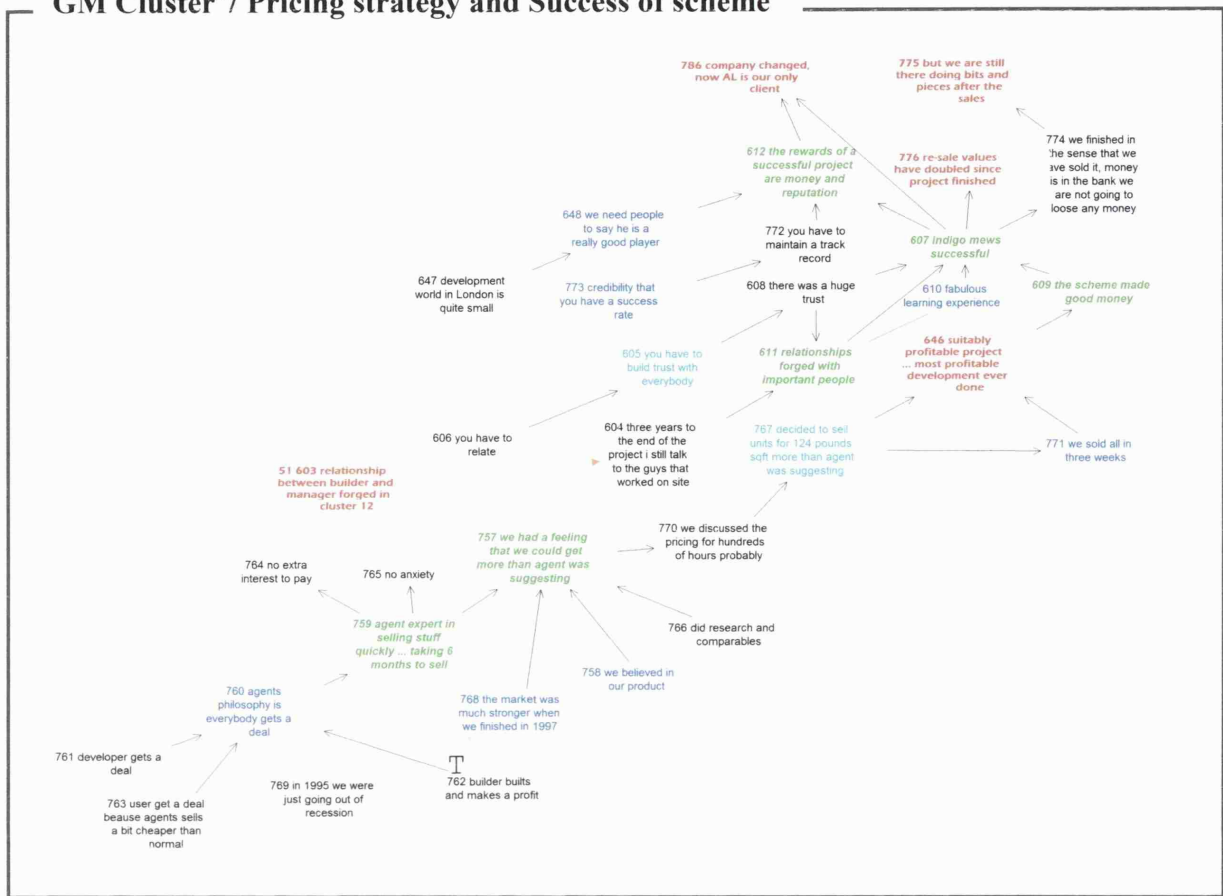 GM Cluster 7 Pricing strategy and Success of scheme
786 company changed,
now AL is our only
client
775 but we are still
there doing bits and
pieces after the
sales
774 we finished in
the sense that we
ave sold it, money
is in the bank we
are not going to
loose any money
612 the rewards of a
successful project
are money and
reputation
776 re-sale values
have doubled since
project finished
648 we need people
to say he is a
really good player
772 you have to
maintain a track
record
607 indigo mews
successful
647 development
world in London is
quite small
773 credibility that
you have a success
rate
608 there was a huge
trust
610 fabulous
learning experience
609 the scheme made
good money
605 you have to
build trust with
everybody
611 relationships
forged with
important people
646 suitably
profitable project
... most profitable
development ever
done
606 you have to
relate
604 three years to
the end of the
project i still talk
to the guys that
worked on site
767 decided to sell
units for 124 pounds
sqft more than agent
was suggesting
771 we sold all in
three weeks
51 603 relationship
between builder and
manager forged in
cluster 12
757 we had a feeling
that we could get
more than agent was
suggesting
770 we discussed the
pricing for hundreds
of hours probably
764 no extra
interest to pay
765 no anxiety
759 agent expert in
selling stuff
quickly ... taking 6
months to sell
766 did research and
comparables
758 we believed in
our product
760 agents
philosophy is
everybody gets a
deal
768 the market was
much stronger when
we finished in 1997
761 developer gets a
deal
T
762 builder builts
and makes a profit
769 in 1995 we were
just going out of
recession
763 user get a deal
beause agents sells
a bit cheaper than
normal